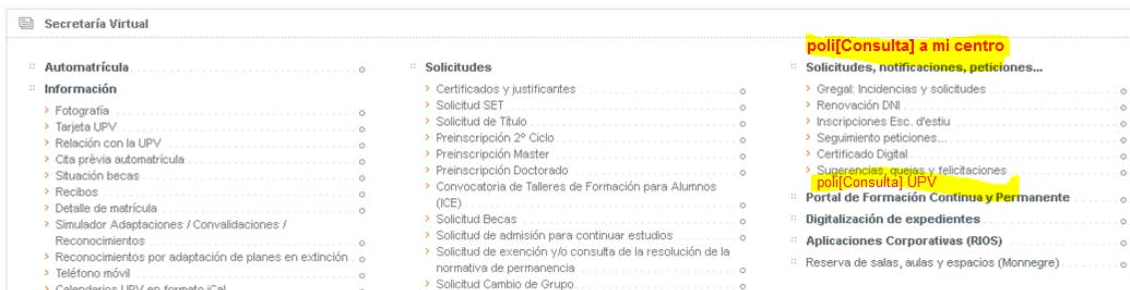 Secretaría Virtual
Automatrícula
Información
Fotografía
Tarjeta UPV
Relación con la UPV
Cita prèvia automatrícula
Situación becas
Recibos
Detalle de matrícula
Simulador Adaptaciones / Convalidaciones /
Reconocimientos
Reconocimientos por adaptación de planes en extinción
Teléfono móvil
Calendarios UPV en formato iCal
Solicitudes
Certificados y justificantes
Solicitud SET
Solicitud de Título
Preinscripción 2º Ciclo
Preinscripción Master
Preinscripción Doctorado
Convocatoria de Talleres de Formación para Alumnos
(ICE)
Solicitud Becas
Solicitud de admisión para continuar estudios
Solicitud de exención y/o consulta de la resolución de la
normativa de permanencia
Solicitud Cambio de Grupo
poli[Consulta] a mi centro
Solicitudes, notificaciones, peticiones...
Gregal: Incidencias y solicitudes
Renovación DNI
Inscripciones Esc. d'estiu
Seguimiento peticiones...
Certificado Digital
Sugerencias, quejas y felicitaciones
poli[Consulta] UPV
Portal de Formación Continua y Permanente
Digitalización de expedientes
Aplicaciones Corporativas (RIOS)
Reserva de salas, aulas y espacios (Monnegre)